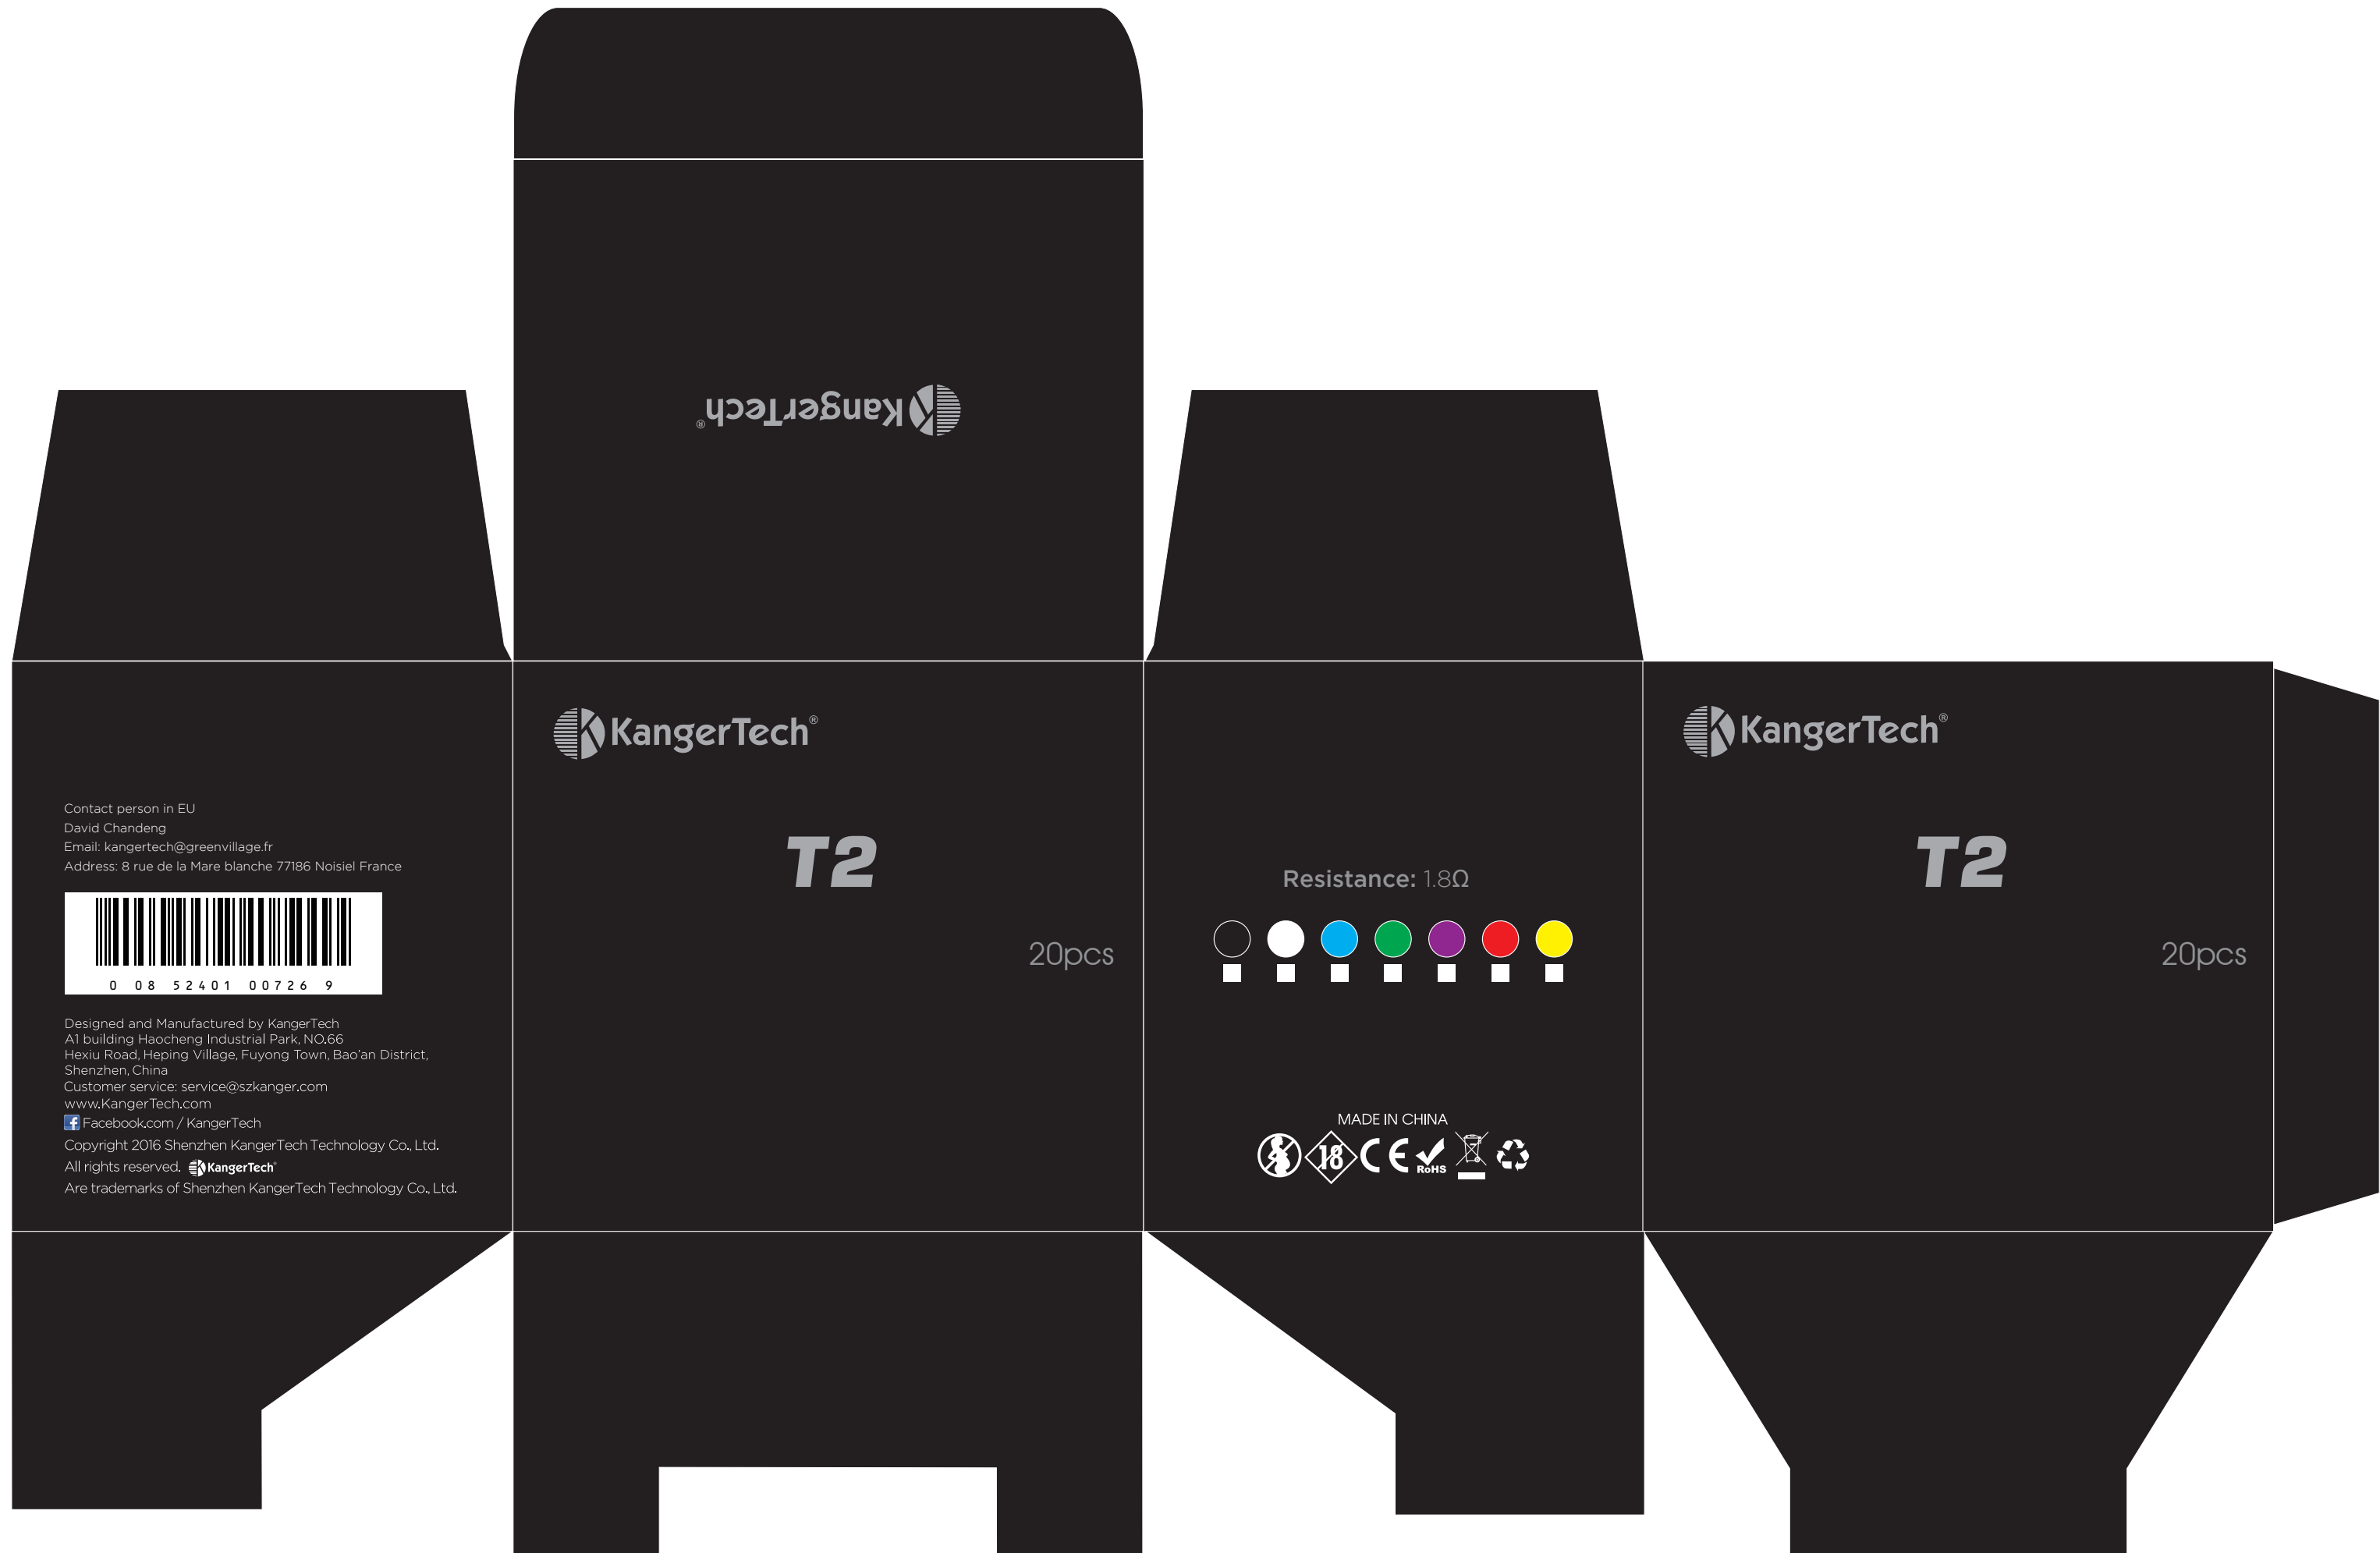 KangerTech®
Contact person in EU
David Chandeng
Email: kangertech@greenvillage.fr
Address: 8 rue de la Mare blanche 77186 Noisiel France
0 08 52401 00726 9
Designed and Manufactured by KangerTech
A1 building Haocheng Industrial Park, NO.66
Hexiu Road, Heping Village, Fuyong Town, Bao'an District,
Shenzhen, China
Customer service: service@szkanger.com
www.KangerTech.com
f Facebook.com / KangerTech
Copyright 2016 Shenzhen KangerTech Technology Co., Ltd.
All rights reserved. KangerTech®
Are trademarks of Shenzhen KangerTech Technology Co., Ltd.
KangerTech®
T2
20pcs
Resistance: 1.8Ω
MADE IN CHINA
18 CE RoHS
KangerTech®
T2
20pcs